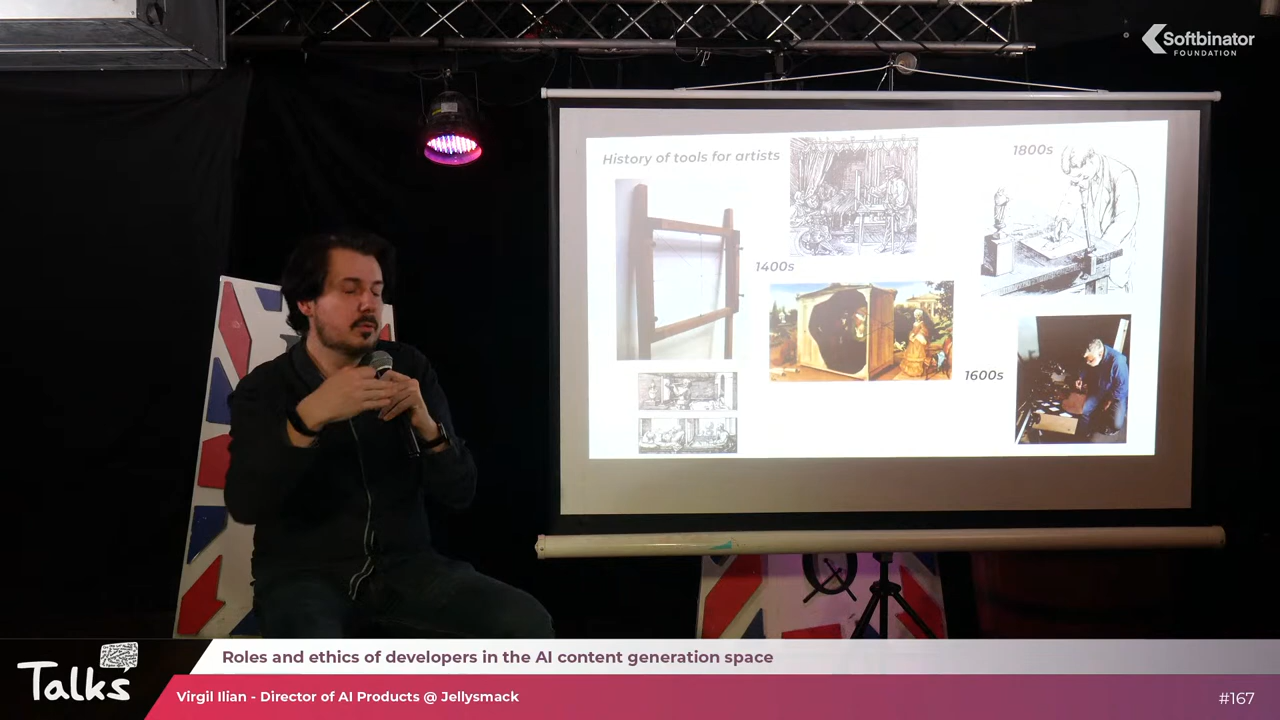 Softbinator
FOUNDATION
History of tools for artists
1800s
1400s
1600s
Talks
Roles and ethics of developers in the AI content generation space
Virgil Ilian - Director of AI Products @ Jellysmack
#167